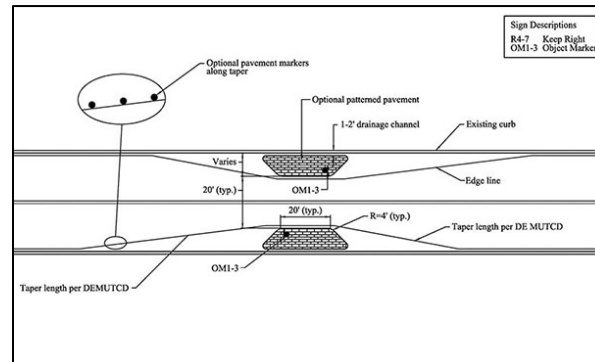 Sign Descriptions
R4-7 Keep Right
OM1-3 Object Marker
Optional pavement markers
along taper
Optional patterned pavement
1-2' drainage channel
Existing curb
Varies
20' (typ.)
OM1-3
Edge line
20' (typ.)
R=4' (typ.)
Taper length per DE MUTCD
OM1-3
Taper length per DEMUTCD